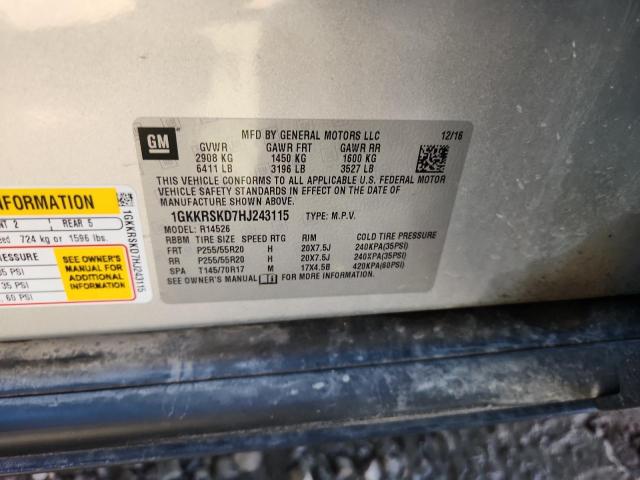 GM
MFD BY GENERAL MOTORS LLC 12/16
GVWR GAWR FRT GAWR RR
2908 KG 1450 KG 1600 KG
6411 LB 3196 LB 3527 LB
THIS VEHICLE CONFORMS TO ALL APPLICABLE U.S. FEDERAL MOTOR
VEHICLE SAFETY STANDARDS IN EFFECT ON THE DATE OF
MANUFACTURE SHOWN ABOVE.
1GKKRSKD7HJ243115 TYPE: M.P.V.
MODEL: R14526
RBBM TIRE SIZE SPEED RTG RIM COLD TIRE PRESSURE
FRT P255/55R20 H 20X7.5J 240KPA(35PSI)
RR P255/55R20 H 20X7.5J 240KPA(35PSI)
SPA T145/70R17 M 17X4.5B 420KPA(60PSI)
SEE OWNER'S MANUAL FOR MORE INFORMATION.
INFORMATION
2 REAR 5
724 kg or 1596 lbs.
SEE OWNER'S
MANUAL FOR
ADDITIONAL
INFORMATION
35 PSI
60 PSI
1GKKRSKD7HJ243115